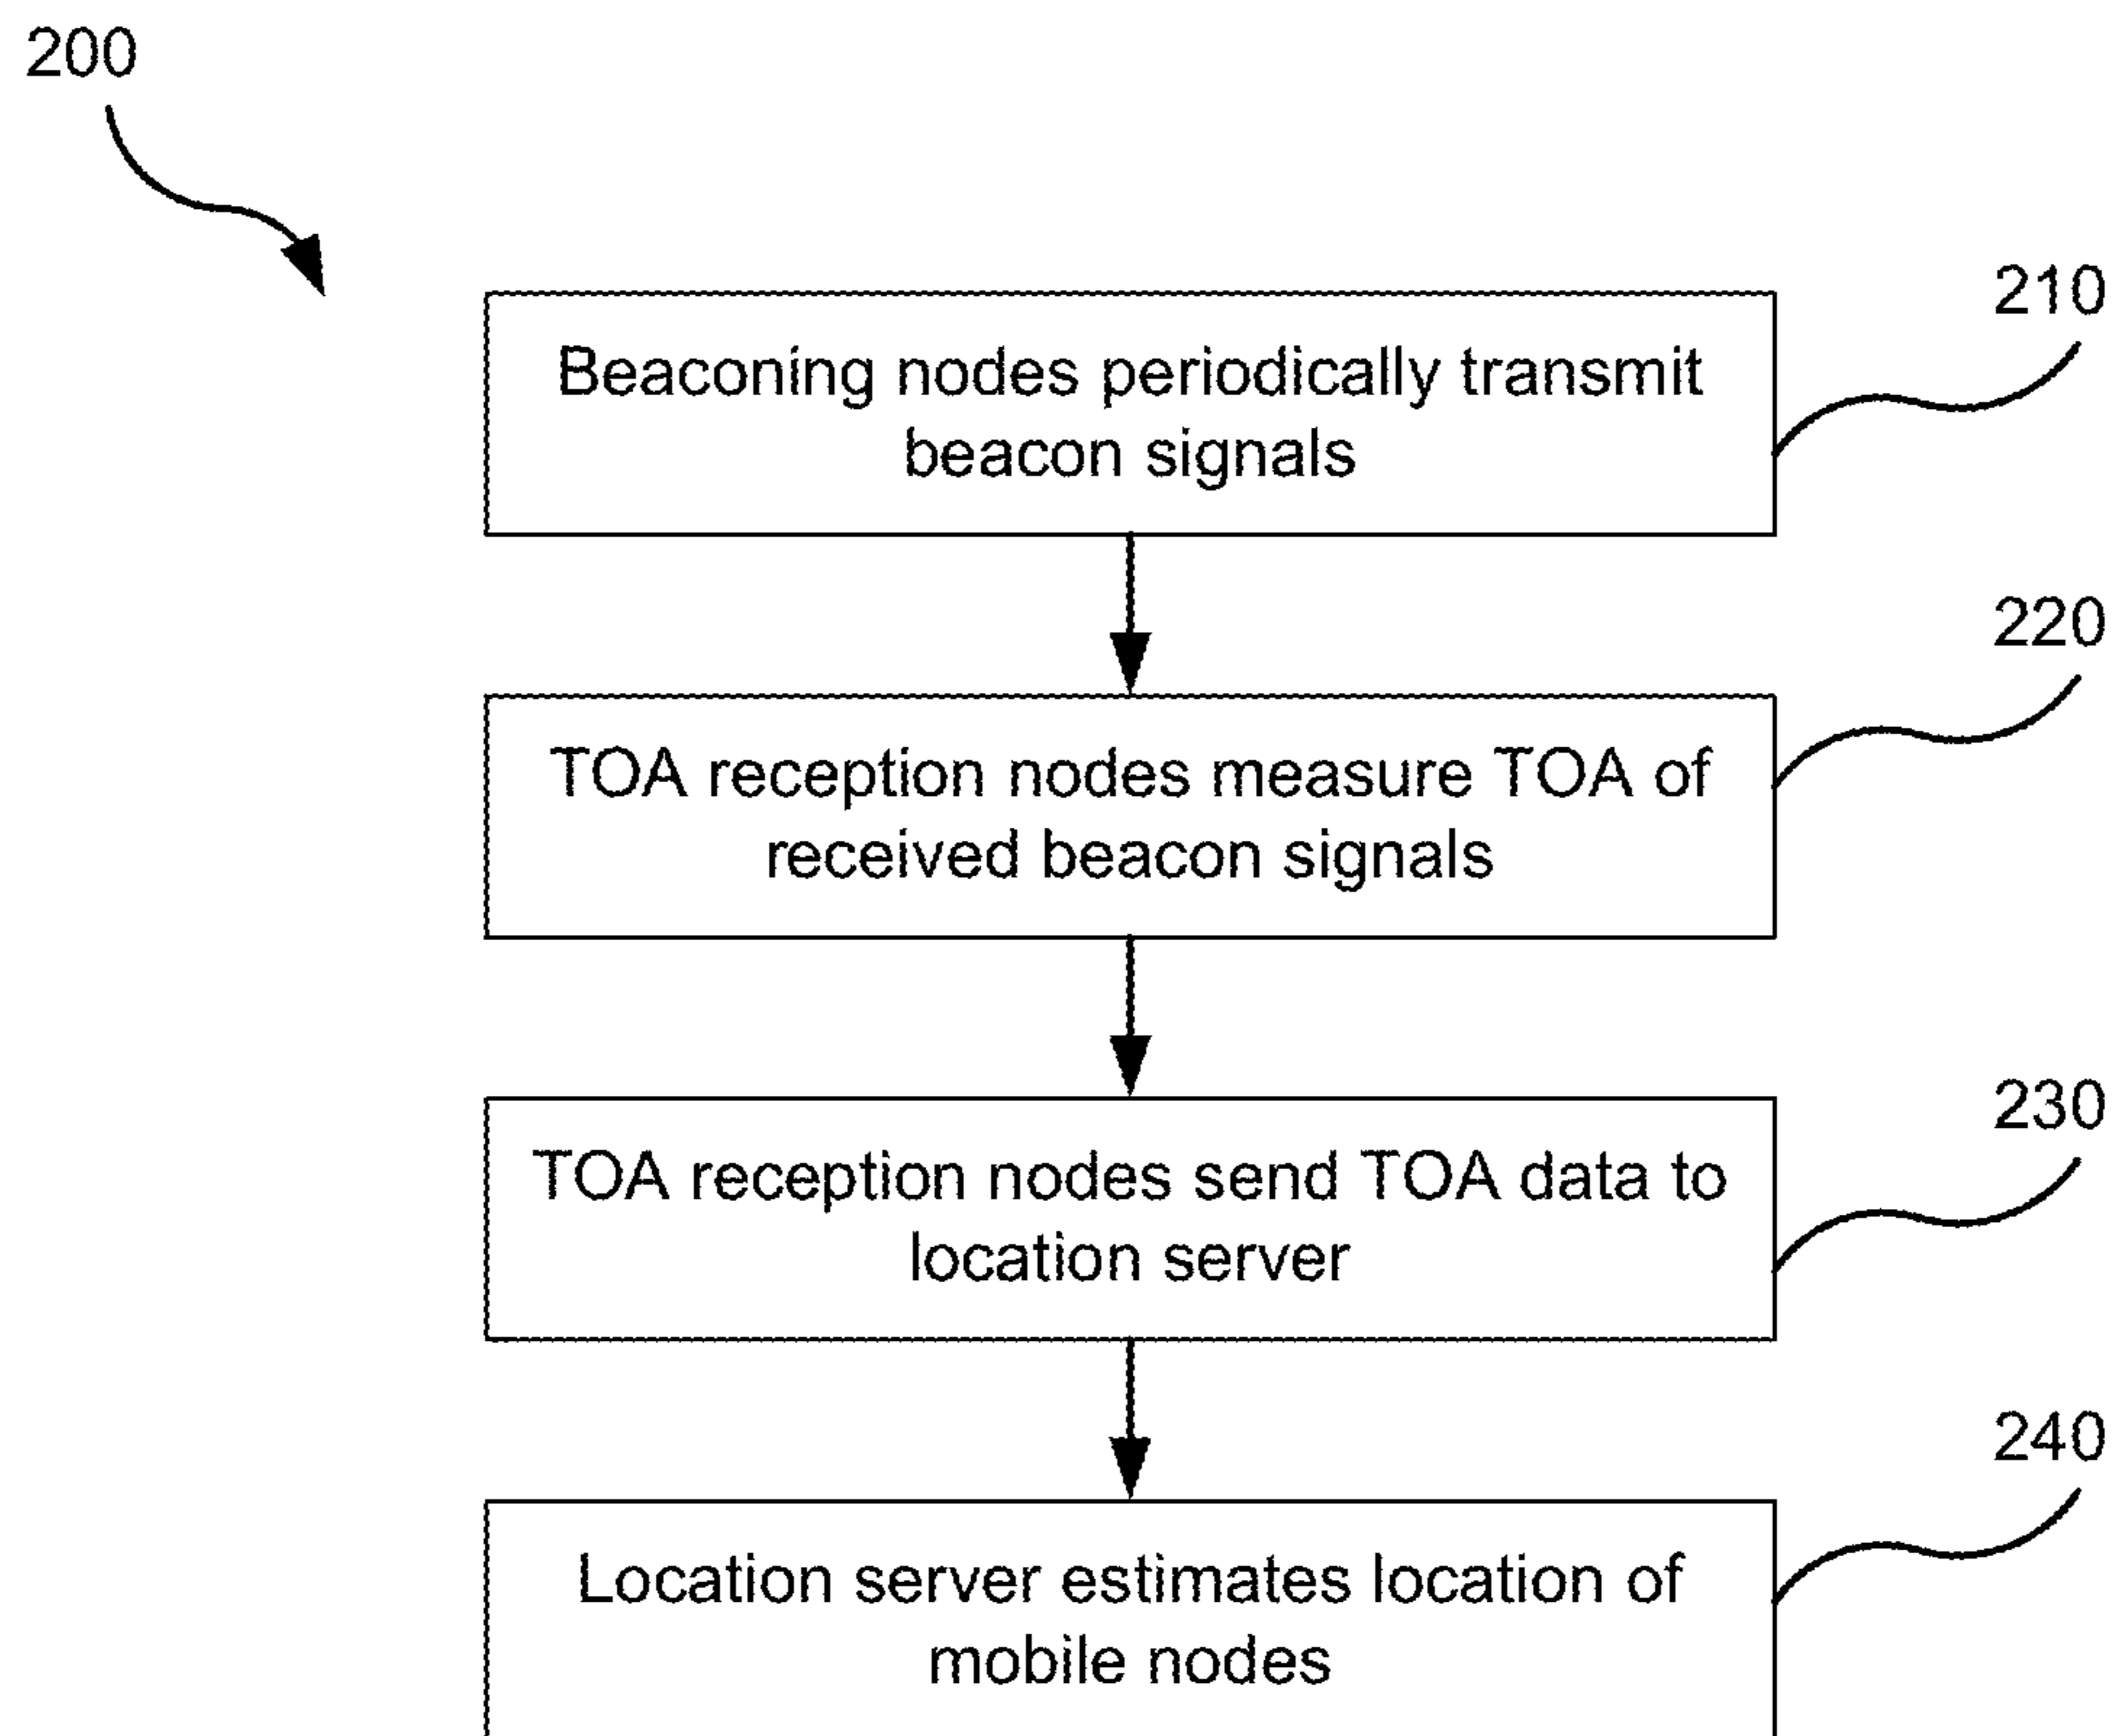 200
210
Beaconing nodes periodically transmit
beacon signals
220
TOA reception nodes measure TOA of
received beacon signals
230
TOA reception nodes send TOA data to
location server
240
Location server estimates location of
mobile nodes